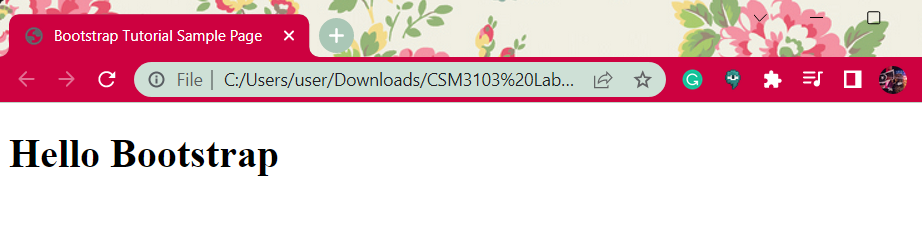 Bootstrap Tutorial Sample Page
File | C:/Users/user/Downloads/CSM3103%20Lab...
Hello Bootstrap